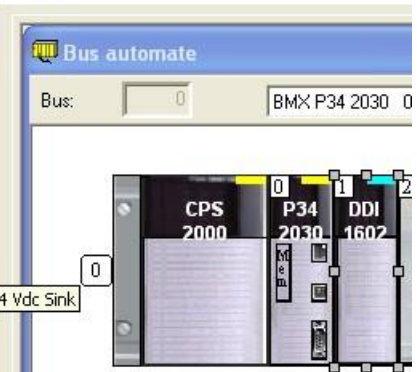 Bus automate
Bus: 0 BMX P34 2030 0
0 1 2
CPS P34 DDI
2000 2030 1602
Mem
0
4 Vdc Sink